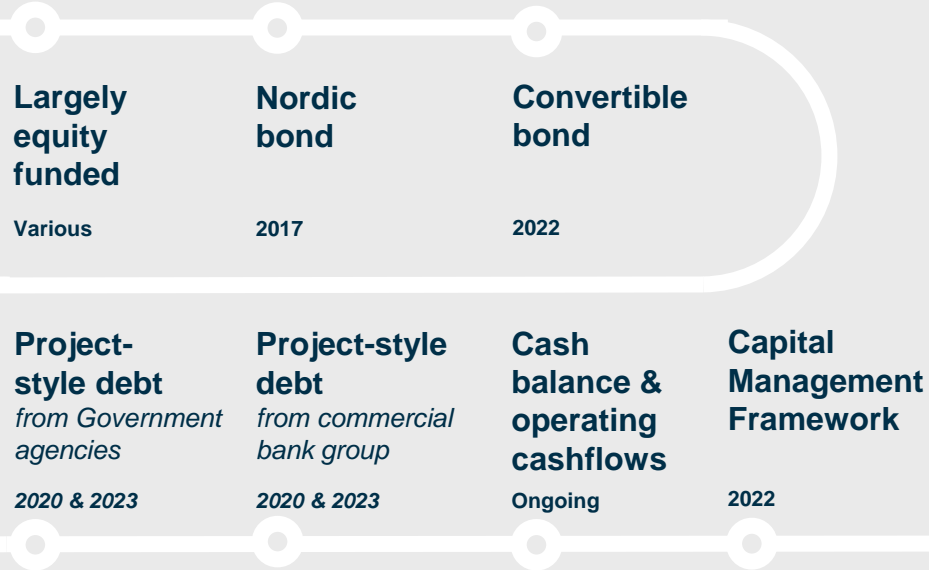 Largely
equity
funded
Various
Nordic
bond
2017
Convertible
bond
2022
Project-
style debt
from Government
agencies
2020 & 2023
Project-style
debt
from commercial
bank group
2020 & 2023
Cash
balance &
operating
cashflows
Ongoing
Capital
Management
Framework
2022